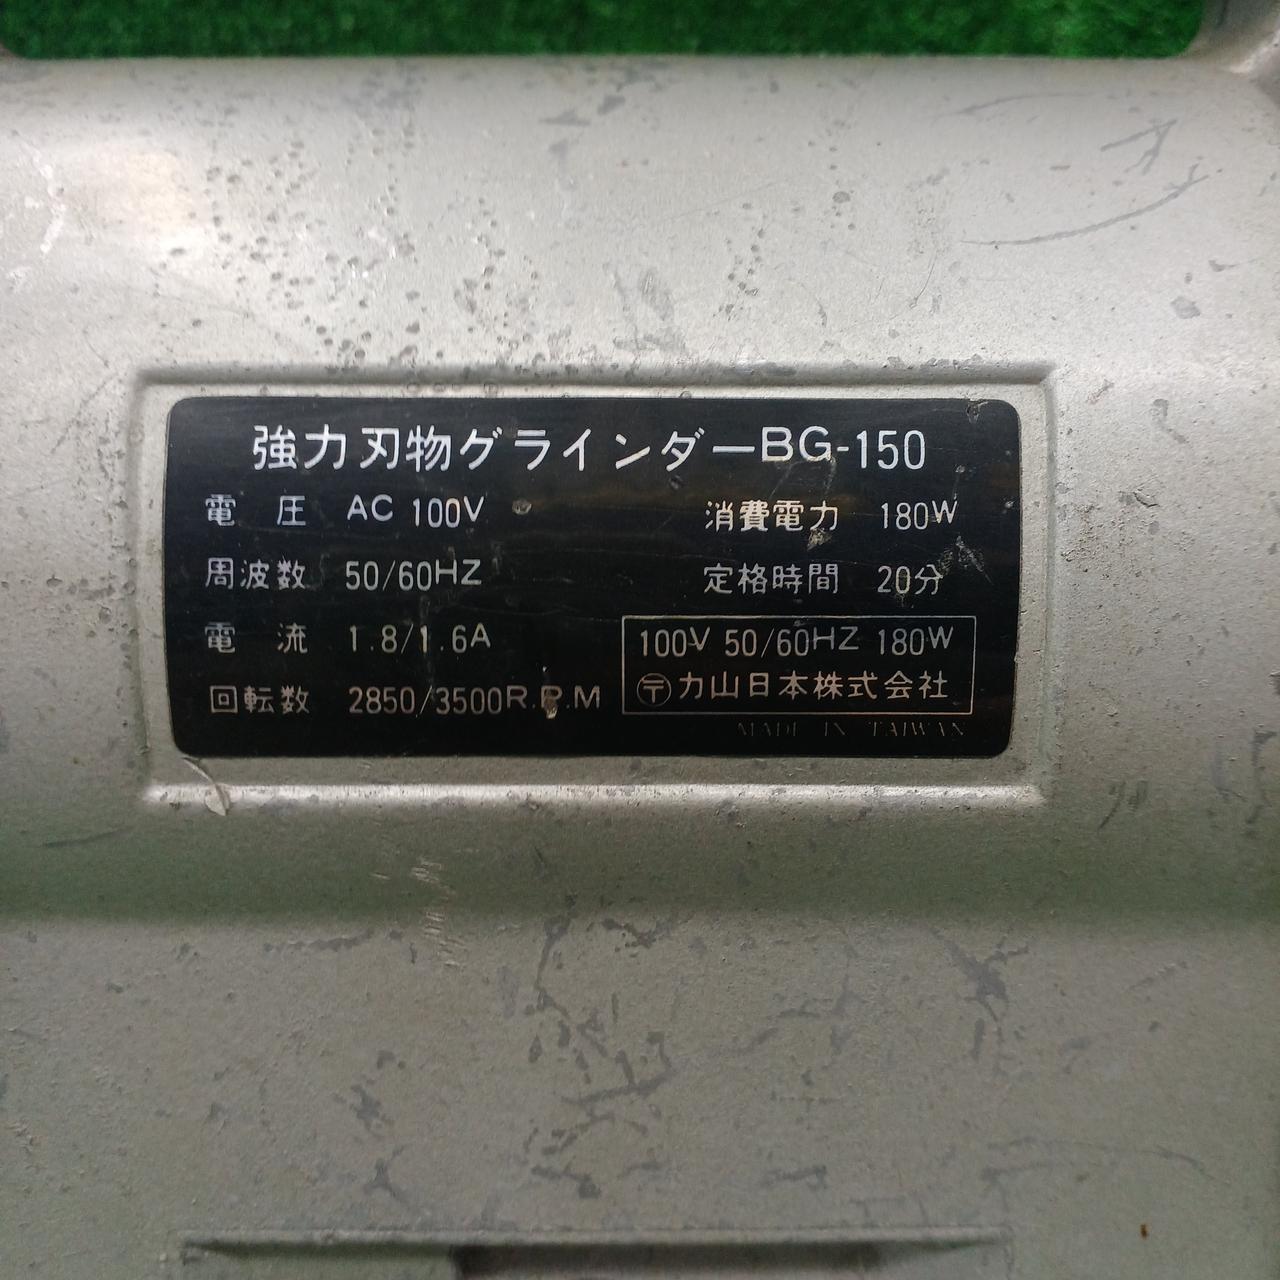 強力刃物グラインダーBG-150
電 圧 AC 100V 消費電力 180W
周波数 50/60HZ 定格時間 20分
電 流 1.8/1.6A
100V 50/60HZ 180W
回転数 2850/3500R.P.M
〶力山日本株式会社
MADE IN TAIWAN